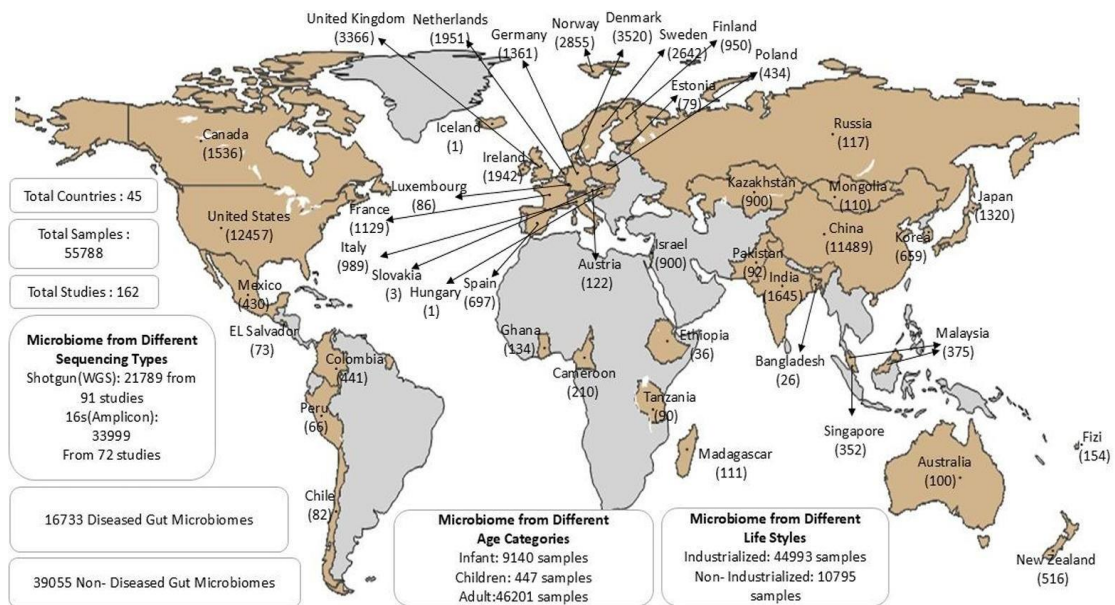 United Kingdom
(3366)
Netherlands
(1951)
Germany
(1361)
Norway
(2855)
Denmark
(3520)
Sweden
(2642)
Finland
(950)
Poland
(434)
Estonia
(79)
Iceland
(1)
Ireland
(1942)
Canada
(1536)
Russia
(117)
Luxembourg
(86)
France
(1129)
Italy
(989)
Slovakia
(3)
Hungary
(1)
Spain
(697)
Austria
(122)
Israel
(900)
Kazakhstan
(900)
Mongolia
(110)
Japan
(1320)
China
(11489)
Korea
(659)
Pakistan
(92)
India
(1645)
Bangladesh
(26)
Malaysia
(375)
Singapore
(352)
United States
(12457)
Mexico
(430)
EL Salvador
(73)
Colombia
(441)
Peru
(66)
Chile
(82)
Ghana
(134)
Cameroon
(210)
Ethiopia
(36)
Tanzania
(90)
Madagascar
(111)
Australia
(100)
Fizi
(154)
New Zealand
(516)
Total Countries : 45
Total Samples :
55788
Total Studies : 162
Microbiome from Different
Sequencing Types
Shotgun(WGS): 21789 from
91 studies
16s(Amplicon):
33999
From 72 studies
16733 Diseased Gut Microbiomes
39055 Non- Diseased Gut Microbiomes
Microbiome from Different
Age Categories
Infant: 9140 samples
Children: 447 samples
Adult:46201 samples
Microbiome from Different
Life Styles
Industrialized: 44993 samples
Non- Industrialized: 10795
samples